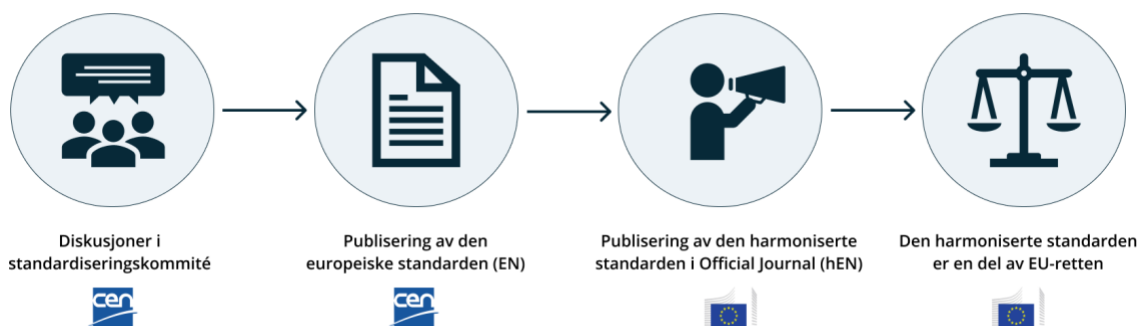 Diskusjoner i
standardiseringskommité
cen
Publisering av den
europeiske standarden (EN)
cen
Publisering av den harmoniserte
standarden i Official Journal (hEN)
Den harmoniserte standarden
er en del av EU-retten